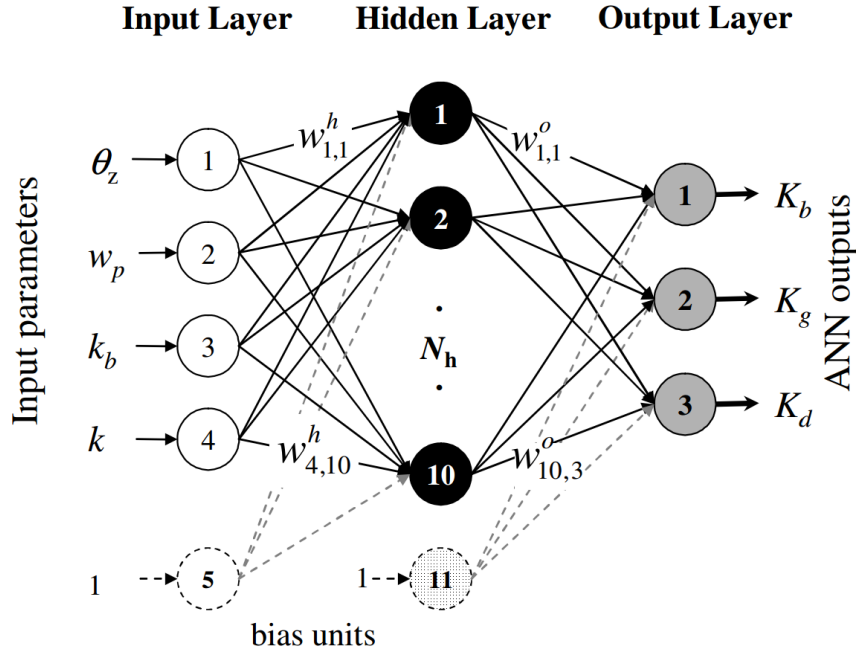 Input Layer Hidden Layer Output Layer
Input parameters
θz
wp
kb
k
1
1
2
3
4
5
w^h_1,1
w^h_4,10
1
2
.
Nh
.
10
1
11
bias units
w^o_1,1
w^o_10,3
1
2
3
Kb
Kg
Kd
ANN outputs